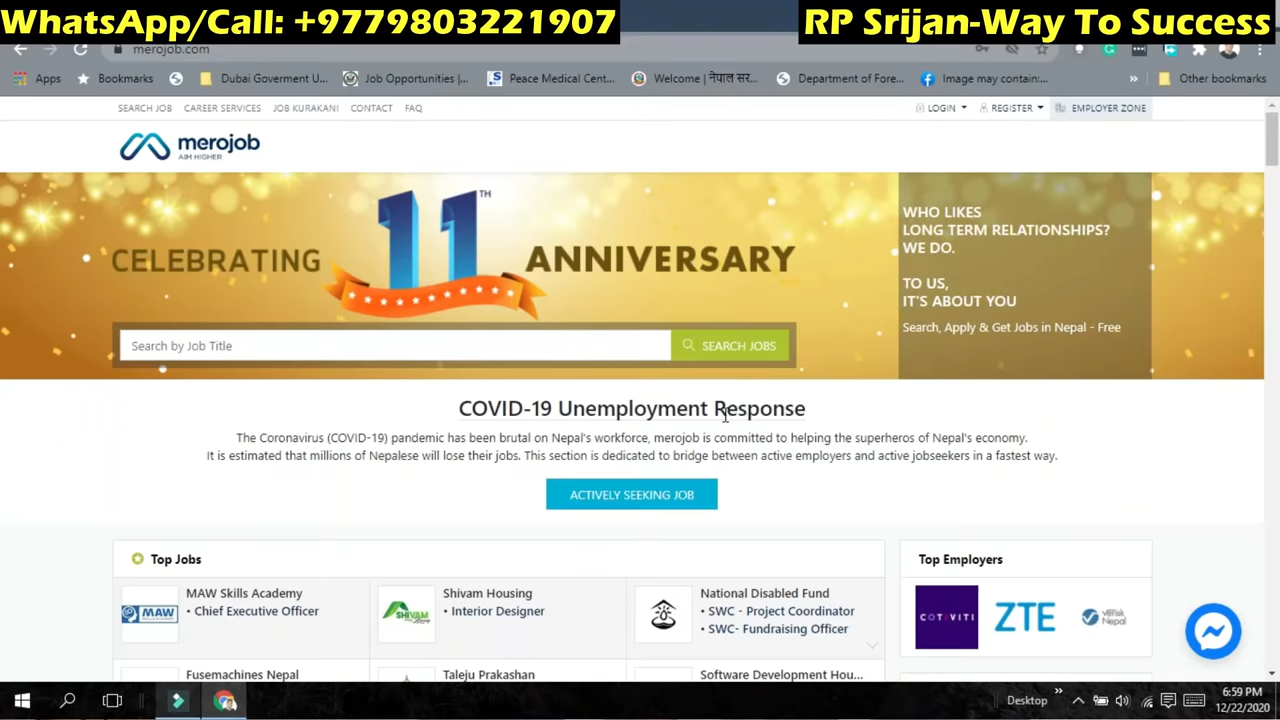 WhatsApp/Call: +9779803221907
RP Srijan-Way To Success
merojob.com
Apps
Bookmarks
Dubai Goverment U...
Job Opportunities |...
Peace Medical Cent...
Welcome | नेपाल सर...
Department of Fore...
Image may contain:...
»
Other bookmarks
SEARCH JOB CAREER SERVICES JOB KURAKANI CONTACT FAQ
LOGIN REGISTER EMPLOYER ZONE
merojob
AIM HIGHER
CELEBRATING 11TH ANNIVERSARY
WHO LIKES
LONG TERM RELATIONSHIPS?
WE DO.
TO US,
IT'S ABOUT YOU
Search, Apply & Get Jobs in Nepal - Free
Search by Job Title
SEARCH JOBS
COVID-19 Unemployment Response
The Coronavirus (COVID-19) pandemic has been brutal on Nepal's workforce, merojob is committed to helping the superheros of Nepal's economy.
It is estimated that millions of Nepalese will lose their jobs. This section is dedicated to bridge between active employers and active jobseekers in a fastest way.
ACTIVELY SEEKING JOB
Top Jobs
MAW
MAW Skills Academy
• Chief Executive Officer
SHIVAM
Shivam Housing
• Interior Designer
National Disabled Fund
• SWC - Project Coordinator
• SWC- Fundraising Officer
Fusemachines Nepal
Taleju Prakashan
Software Development Hou...
Top Employers
COTIVITI
ZTE
Verisk
Nepal
Desktop
»
6:59 PM
12/22/2020